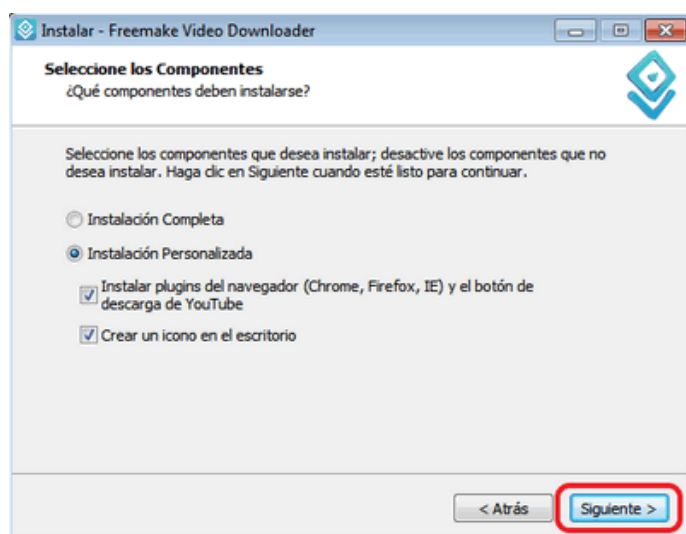 Instalar - Freemake Video Downloader
Seleccione los Componentes
¿Qué componentes deben instalarse?
Seleccione los componentes que desea instalar; desactive los componentes que no
desea instalar. Haga clic en Siguiente cuando esté listo para continuar.
Instalación Completa
Instalación Personalizada
Instalar plugins del navegador (Chrome, Firefox, IE) y el botón de
descarga de YouTube
Crear un icono en el escritorio
< Atrás
Siguiente >